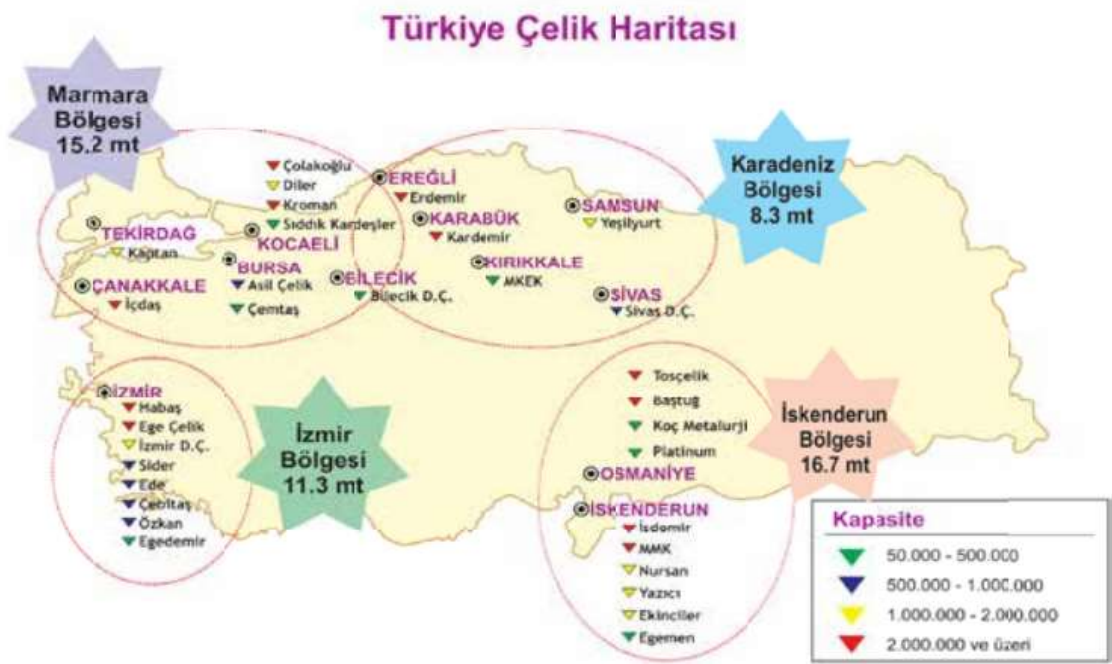 Türkiye Çelik Haritası
Marmara
Bölgesi
15.2 mt
Karadeniz
Bölgesi
8.3 mt
Çolakoğlu
Diler
Kroman
Sıddık Kardeşler
KOCAELİ
TEKİRDAĞ
Kaptan
ÇANAKKALE
İçdaş
BURSA
Asil Çelik
Çemtaş
BİLECİK
Bilecik D.Ç.
EREĞLİ
Erdemir
KARABÜK
Kardemir
KIRIKKALE
MKEK
SAMSUN
Yeşilyurt
SİVAS
Sivas D.Ç.
İZMİR
Habaş
Ege Çelik
İzmir D.Ç.
Sider
Ede
Çebitaş
Özkan
Egedemir
İzmir
Bölgesi
11.3 mt
Tosçelik
Baştuğ
Koç Metalurji
Platinum
OSMANİYE
İSKENDERUN
İsdemir
MMK
Nursan
Yazıcı
Ekinciler
Egemen
İskenderun
Bölgesi
16.7 mt
Kapasite
50.000 - 500.000
500.000 - 1.000.000
1.000.000 - 2.000.000
2.000.000 ve üzeri